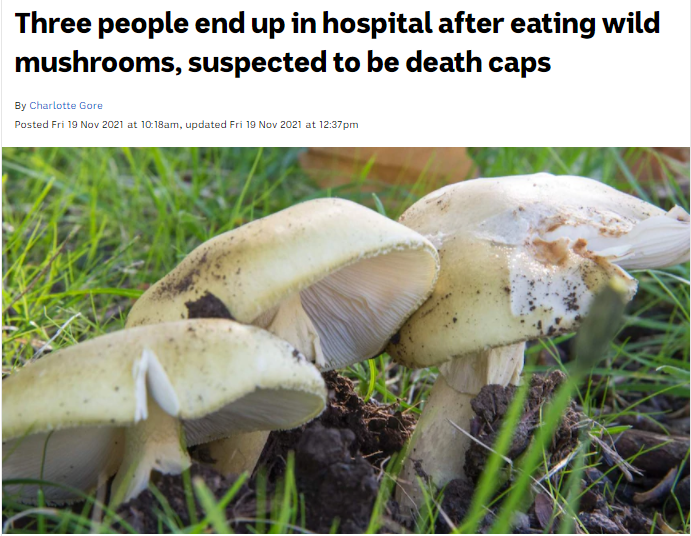 Three people end up in hospital after eating wild
mushrooms, suspected to be death caps
By Charlotte Gore
Posted Fri 19 Nov 2021 at 10:18am, updated Fri 19 Nov 2021 at 12:37pm